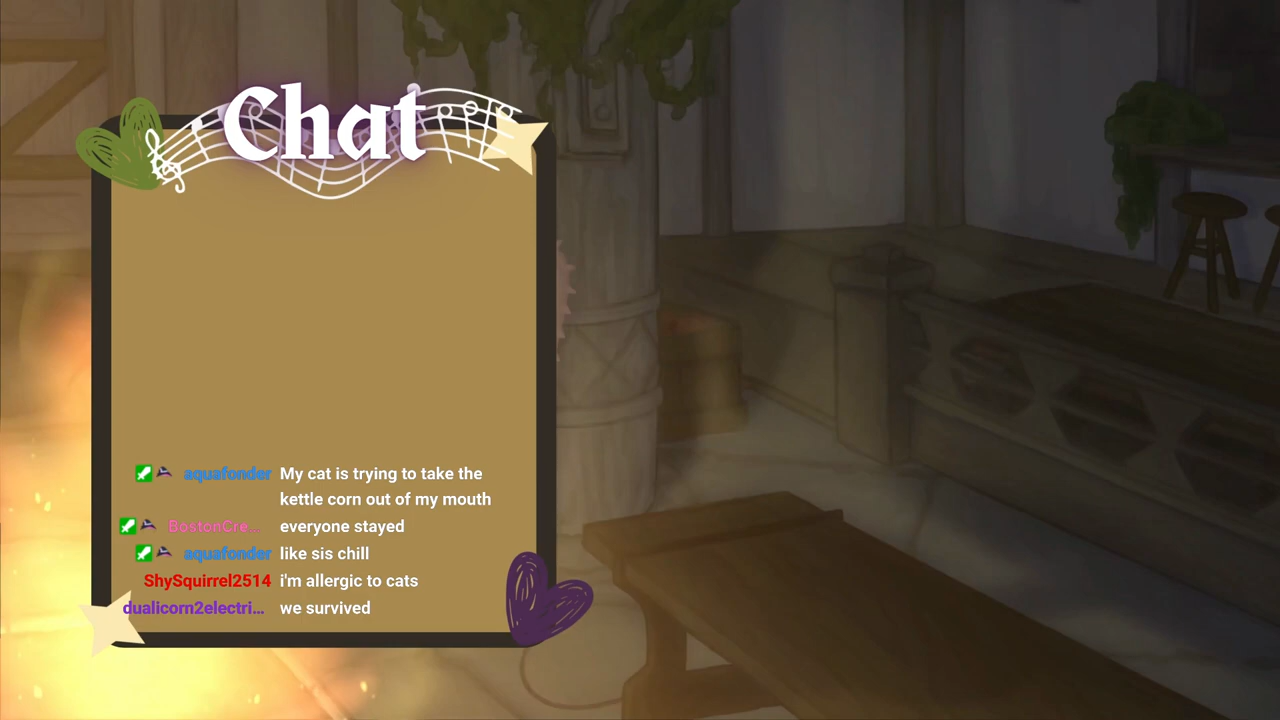 Chat
aquafonder My cat is trying to take the
kettle corn out of my mouth
BostonCre... everyone stayed
aquafonder like sis chill
ShySquirrel2514 i'm allergic to cats
dualicorn2electri... we survived